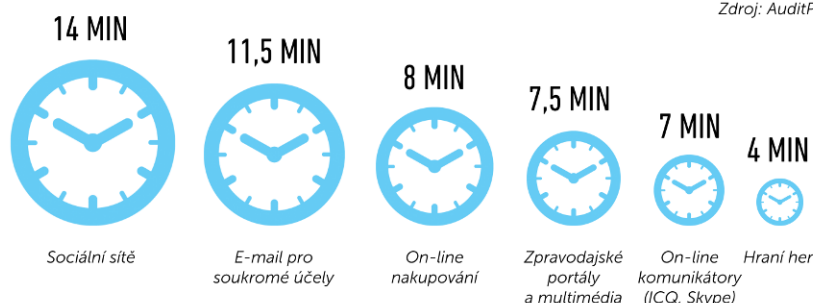 Zdroj: AuditP
14 MIN
11,5 MIN
8 MIN
7,5 MIN
7 MIN
4 MIN
Sociální sítě
E-mail pro
soukromé účely
On-line
nakupování
Zpravodajské
portály
a multimédia
On-line
komunikátory
(ICQ, Skype)
Hraní her